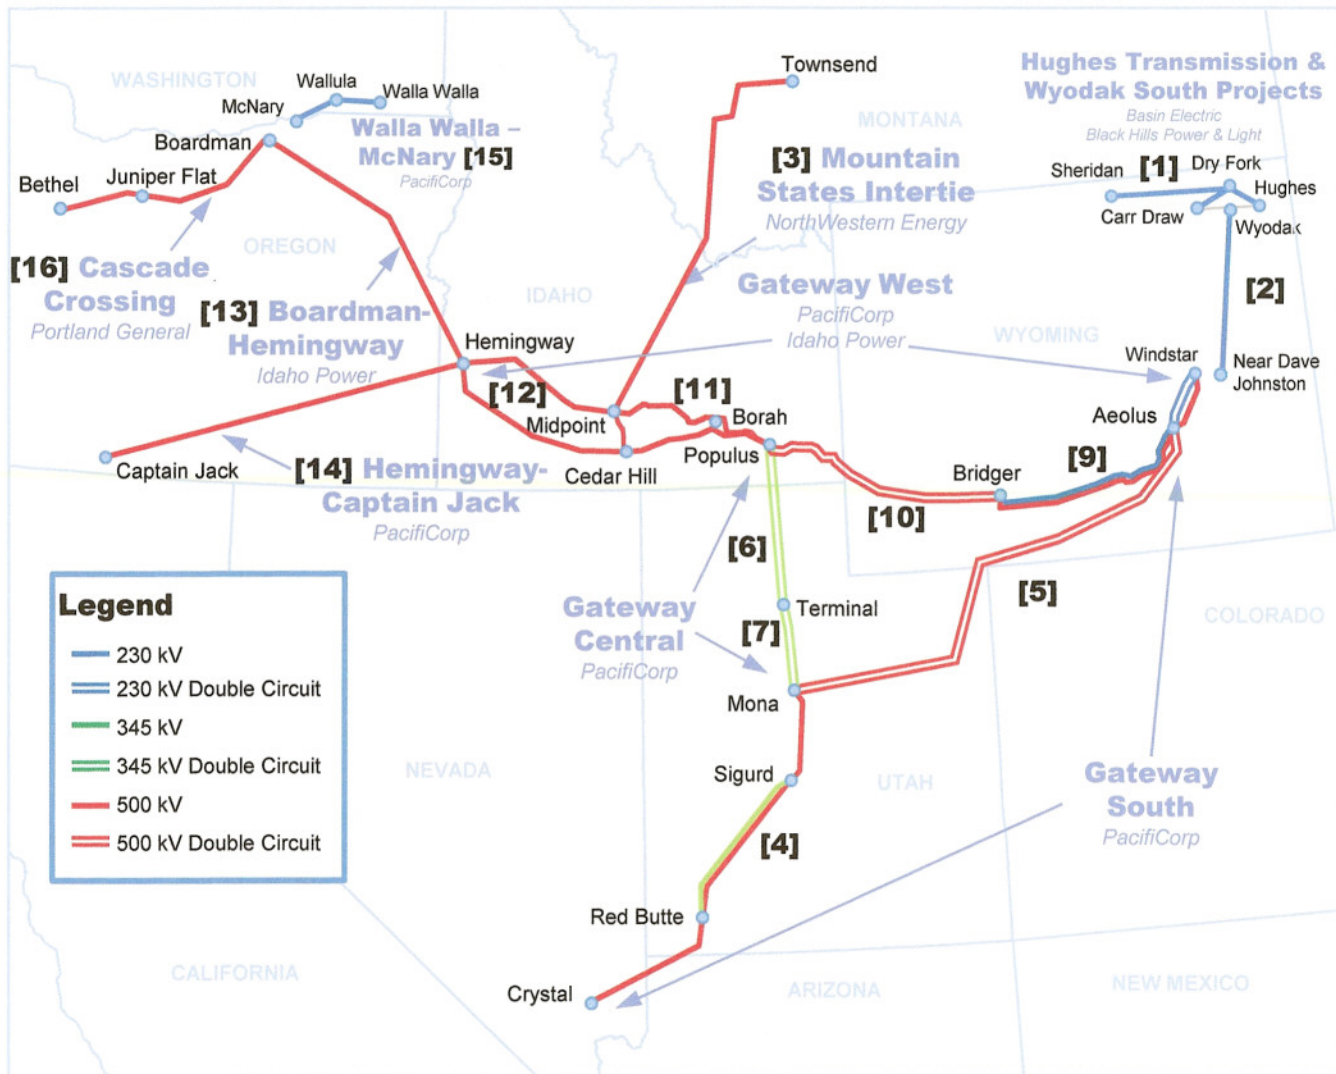 WASHINGTON
Wallula
Walla Walla
McNary
Walla Walla –
McNary [15]
PacifiCorp
Boardman
Juniper Flat
Bethel
[16] Cascade
Crossing
Portland General
OREGON
[13] Boardman-
Hemingway
Idaho Power
Townsend
MONTANA
[3] Mountain
States Intertie
NorthWestern Energy
Hughes Transmission &
Wyodak South Projects
Basin Electric
Black Hills Power & Light
Sheridan
[1]
Dry Fork
Hughes
Carr Draw
Wyodak
[2]
IDAHO
Gateway West
PacifiCorp
Idaho Power
WYOMING
Windstar
Near Dave
Johnston
Hemingway
[12]
[11]
Midpoint
Borah
Populus
Cedar Hill
Aeolus
[9]
Bridger
[10]
Captain Jack
[14] Hemingway-
Captain Jack
PacifiCorp
[6]
[5]
Gateway
Central
PacifiCorp
Terminal
[7]
COLORADO
Mona
Legend
230 kV
230 kV Double Circuit
345 kV
345 kV Double Circuit
500 kV
500 kV Double Circuit
NEVADA
Sigurd
UTAH
Gateway
South
PacifiCorp
[4]
Red Butte
CALIFORNIA
Crystal
ARIZONA
NEW MEXICO